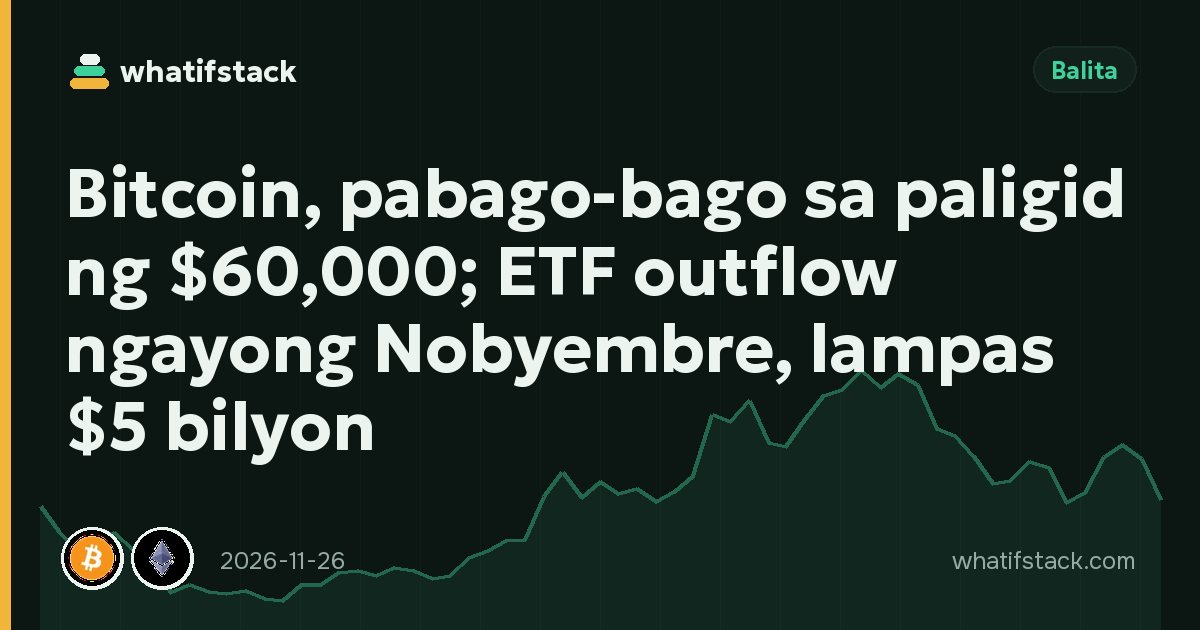 whatifstack
Balita
Bitcoin, pabago-bago sa paligid
ng $60,000; ETF outflow
ngayong Nobyembre, lampas
$5 bilyon
2026-11-26
whatifstack.com